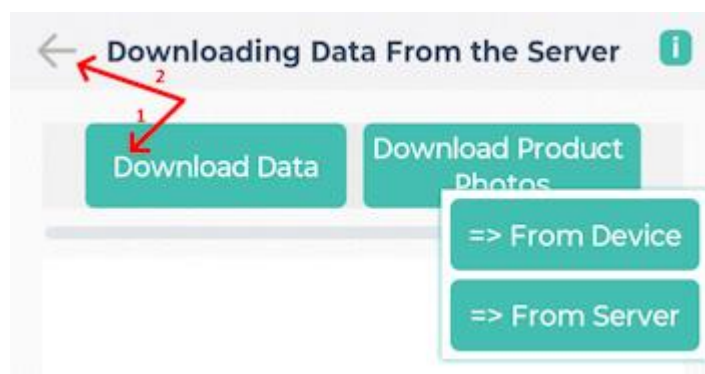 Downloading Data From the Server i
2
1
Download Data
Download Product
Photos
=> From Device
=> From Server